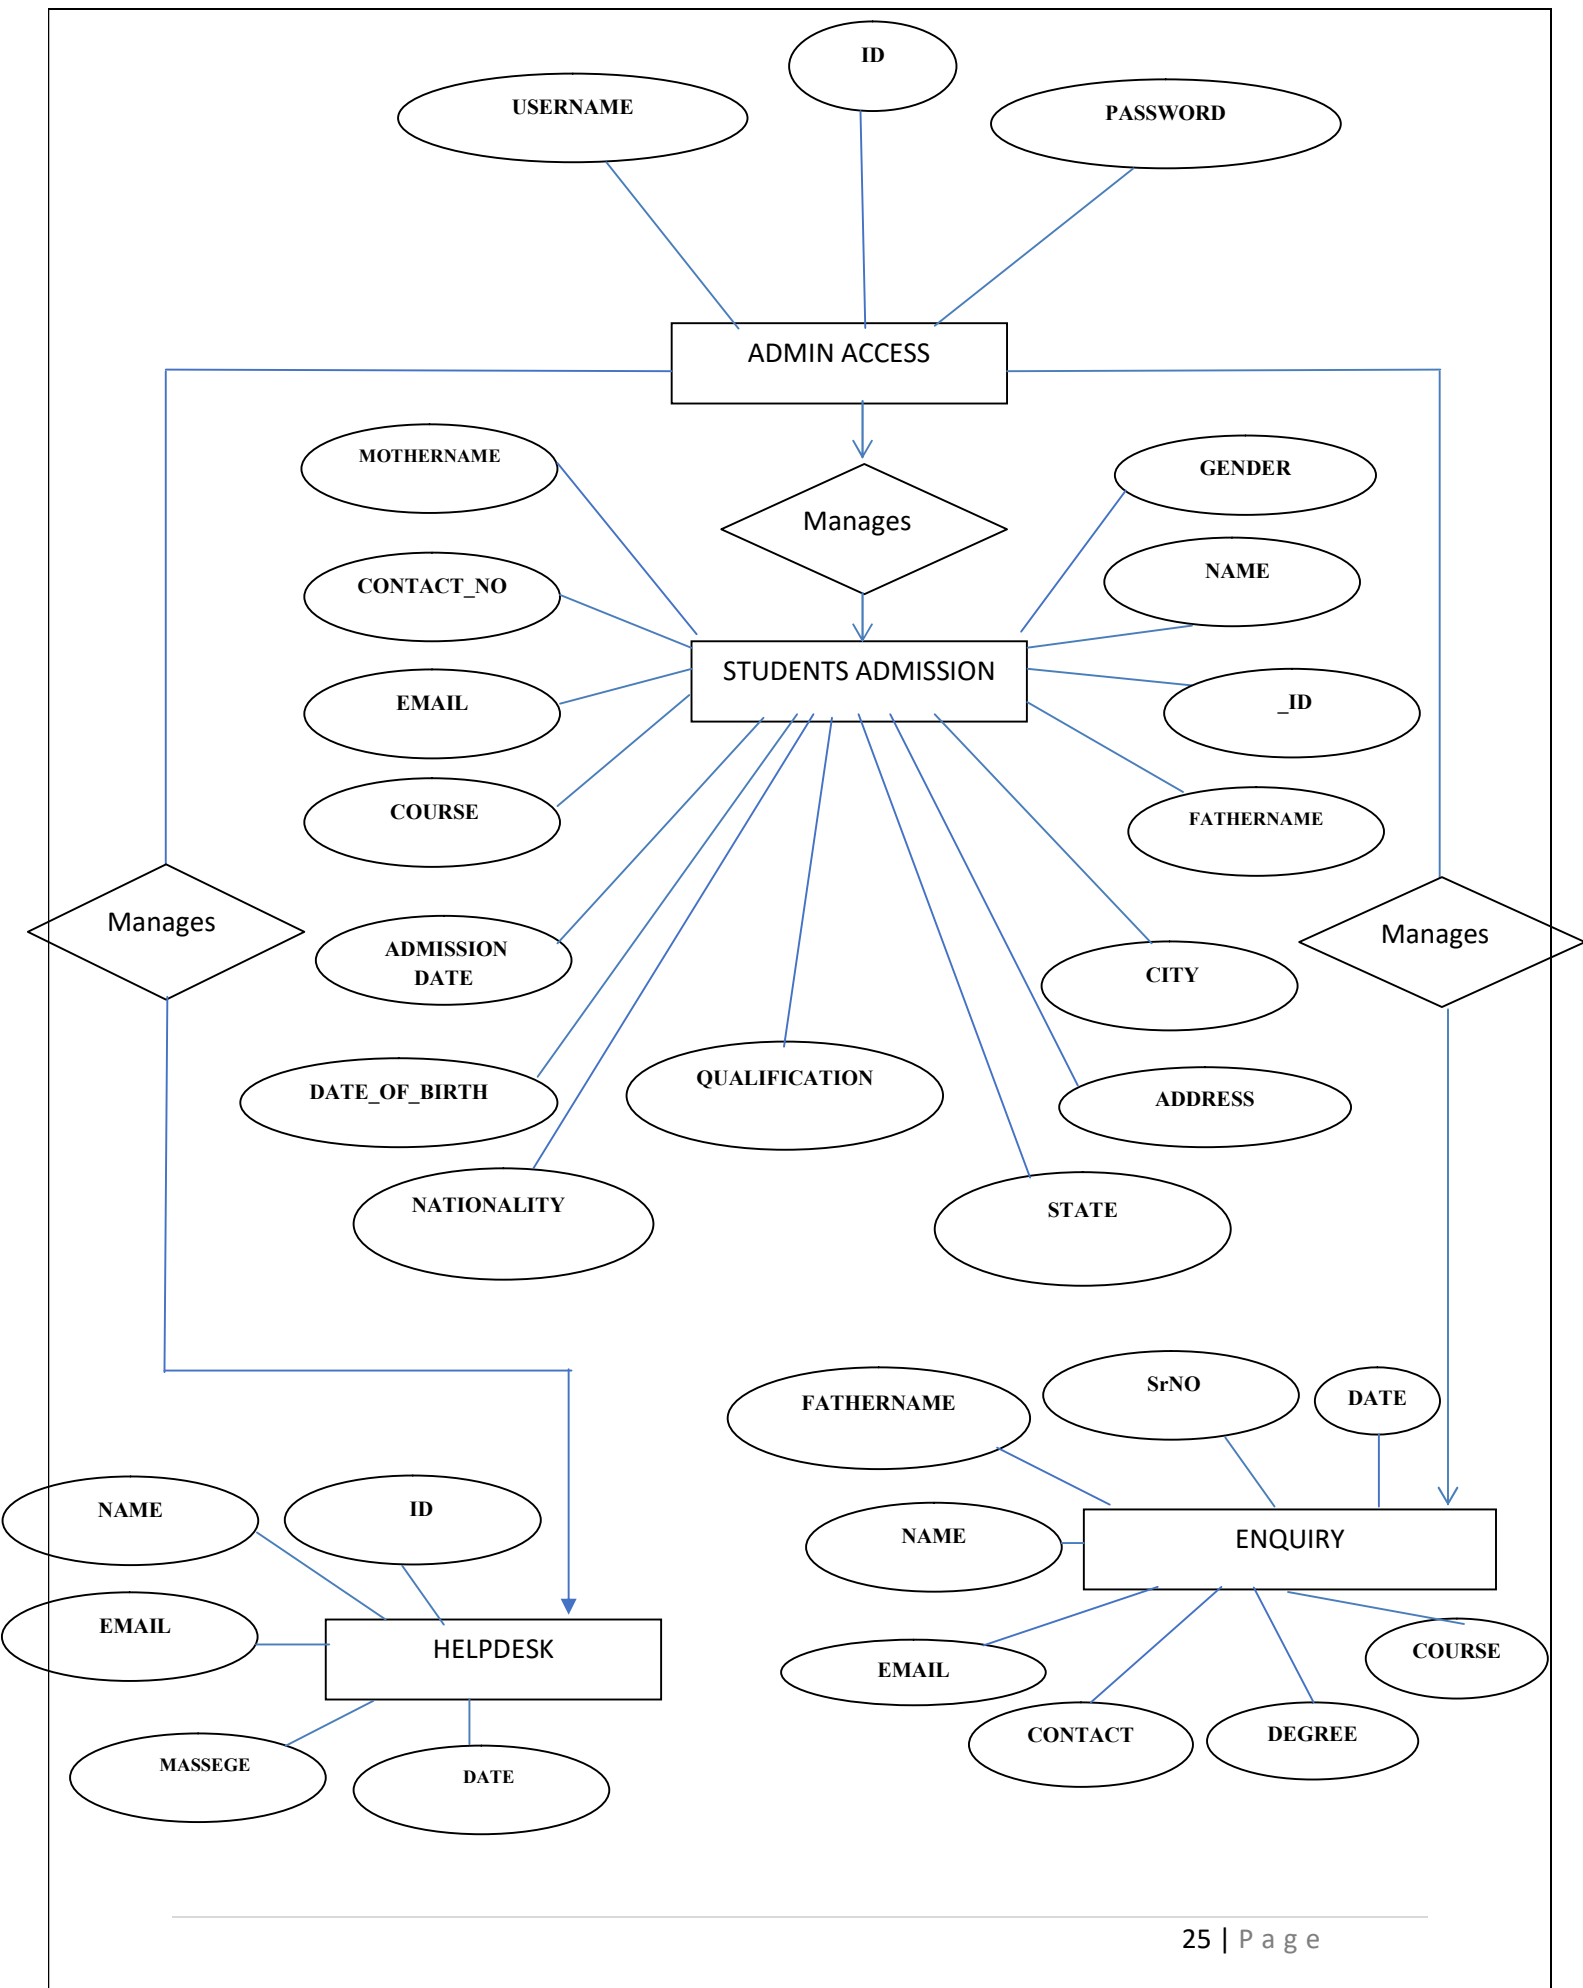 ID
USERNAME
PASSWORD
ADMIN ACCESS
MOTHERNAME
GENDER
Manages
CONTACT_NO
NAME
STUDENTS ADMISSION
EMAIL
_ID
COURSE
FATHERNAME
Manages
Manages
ADMISSION
DATE
CITY
DATE_OF_BIRTH
QUALIFICATION
ADDRESS
NATIONALITY
STATE
FATHERNAME
SrNO
DATE
NAME
ID
NAME
ENQUIRY
EMAIL
HELPDESK
EMAIL
COURSE
CONTACT
DEGREE
MASSEGE
DATE
25 | Page